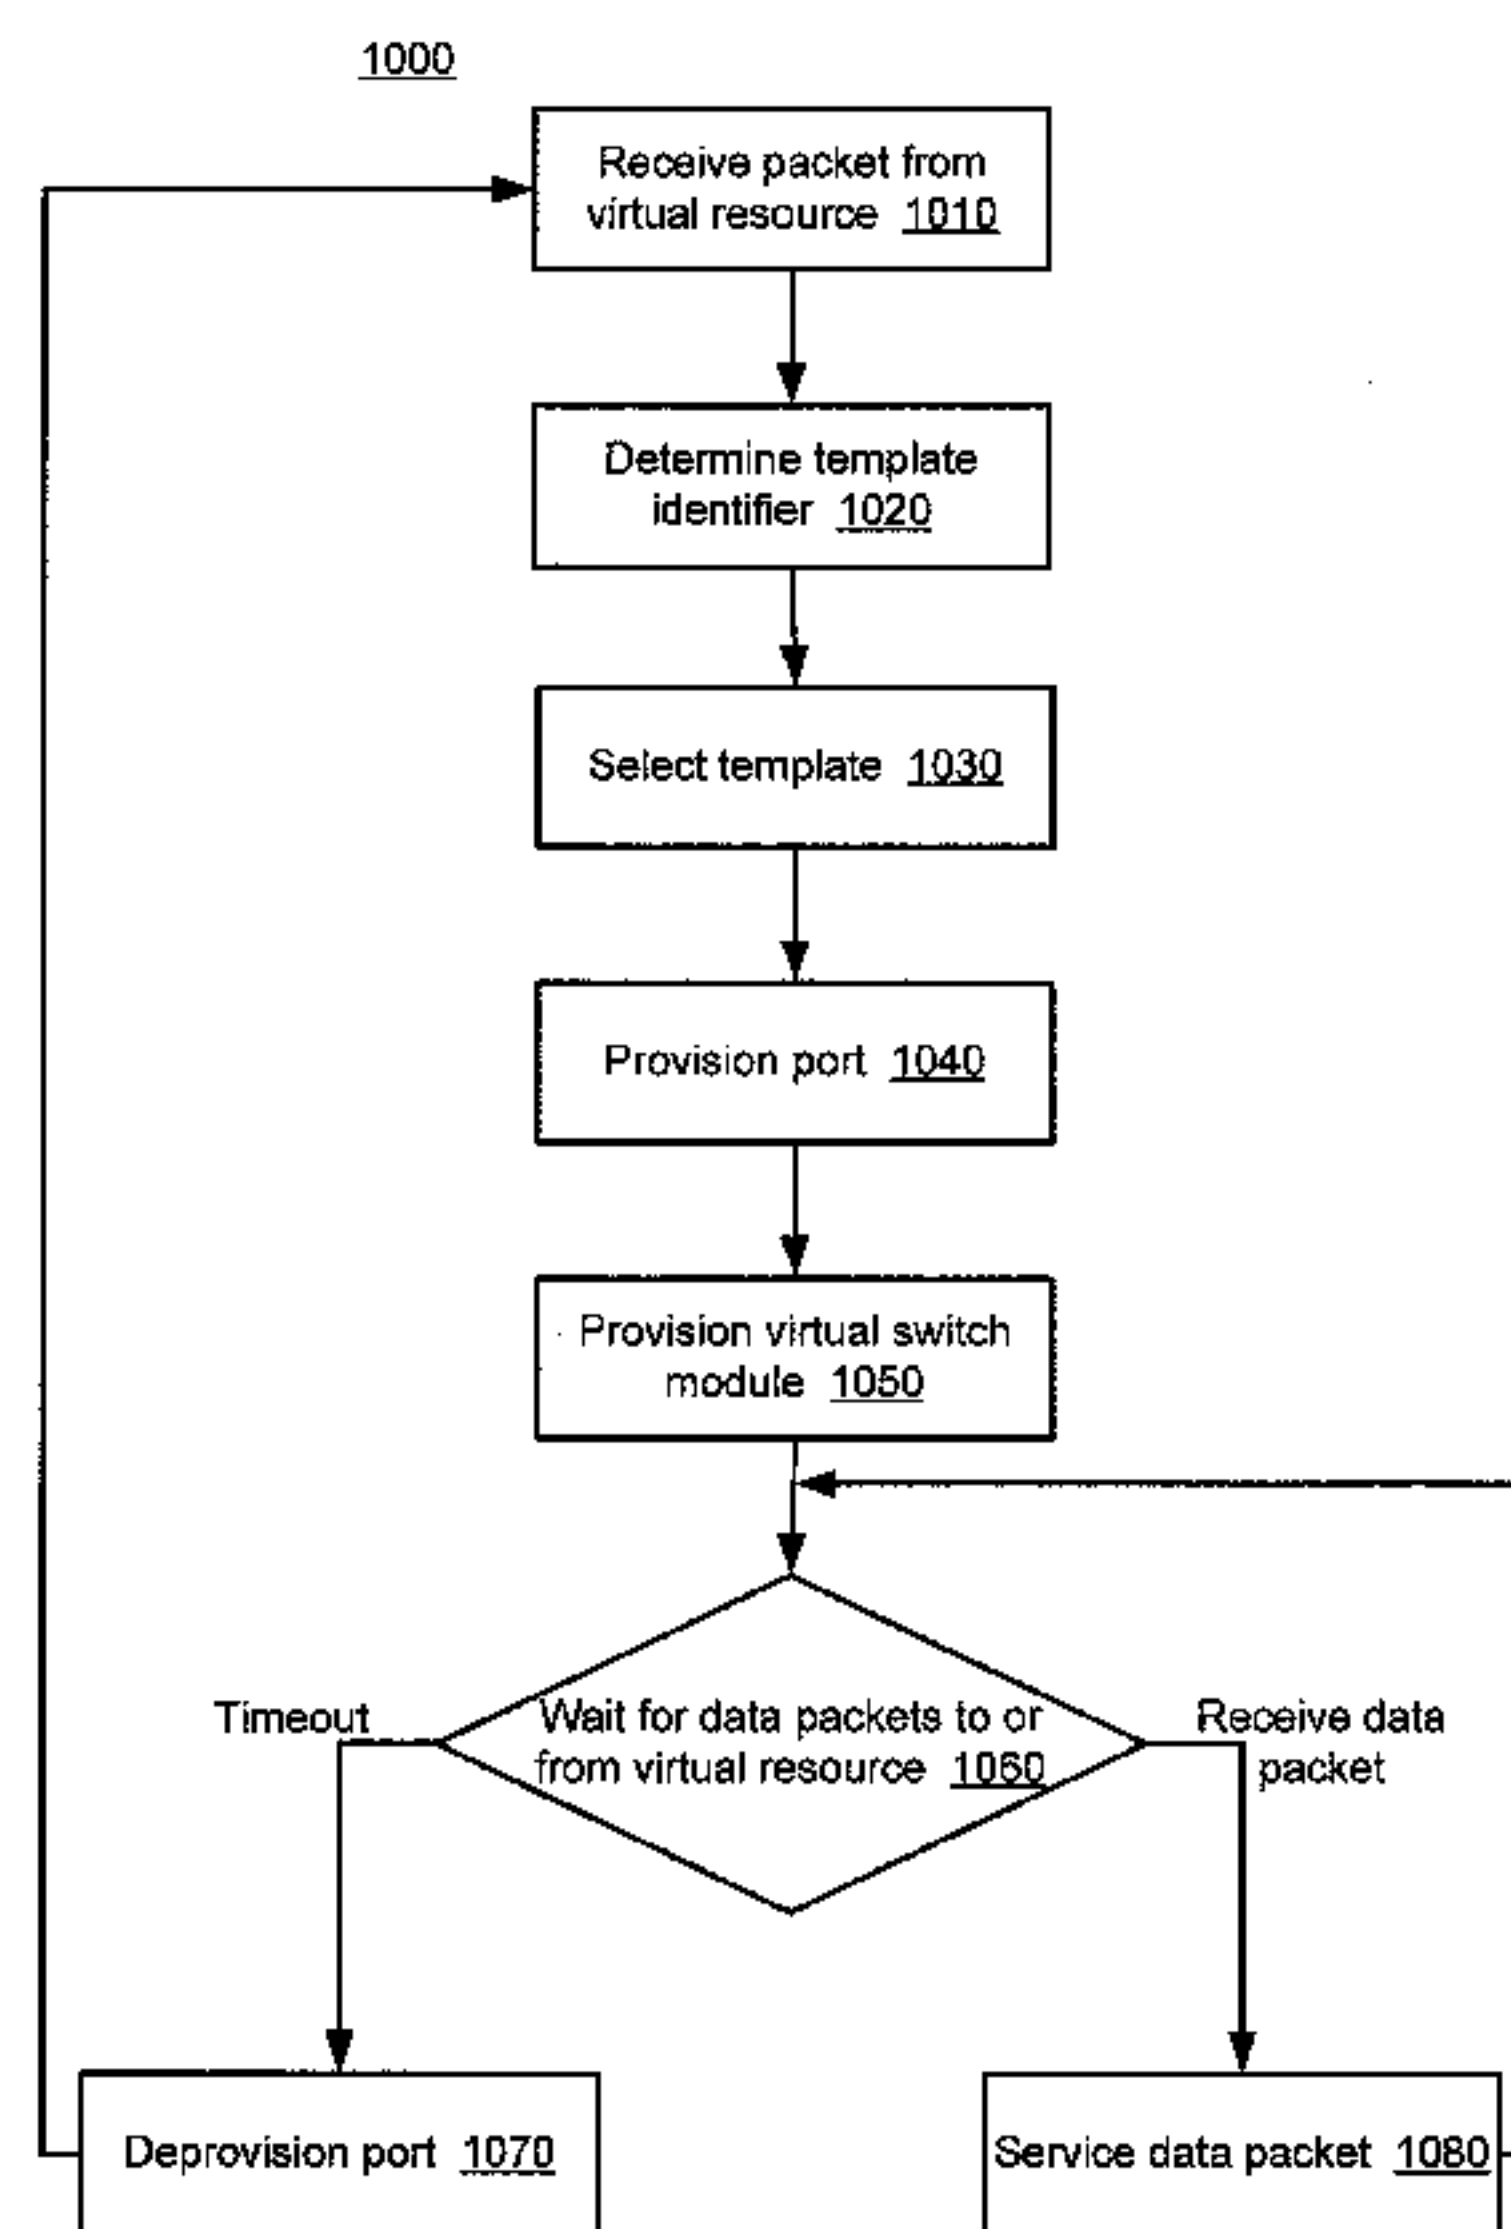 1000
Receive packet from
virtual resource 1010
Determine template
identifier 1020
Select template 1030
Provision port 1040
Provision virtual switch
module 1050
Timeout
Wait for data packets to or
from virtual resource 1060
Receive data
packet
Deprovision port 1070
Service data packet 1080